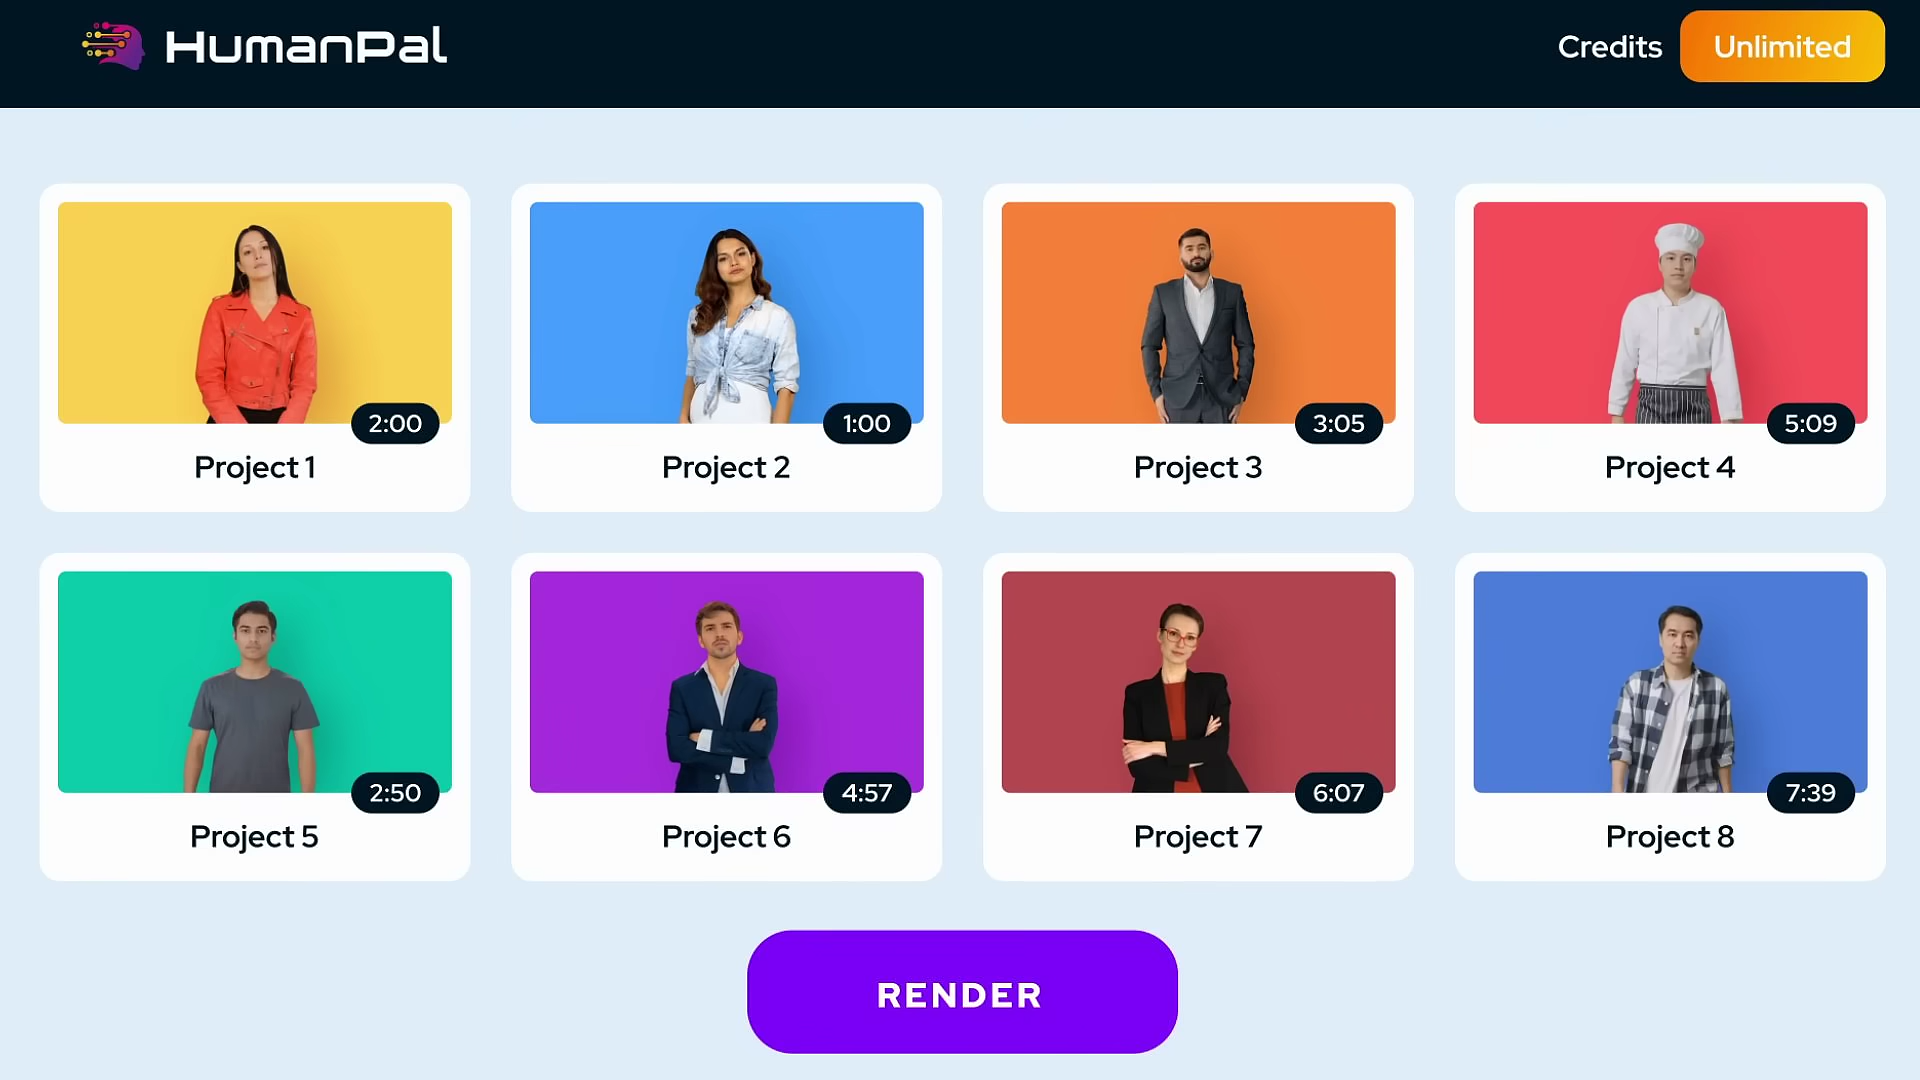 HumanPal
Credits Unlimited
2:00 1:00 3:05 5:09
Project 1 Project 2 Project 3 Project 4
2:50 4:57 6:07 7:39
Project 5 Project 6 Project 7 Project 8
RENDER